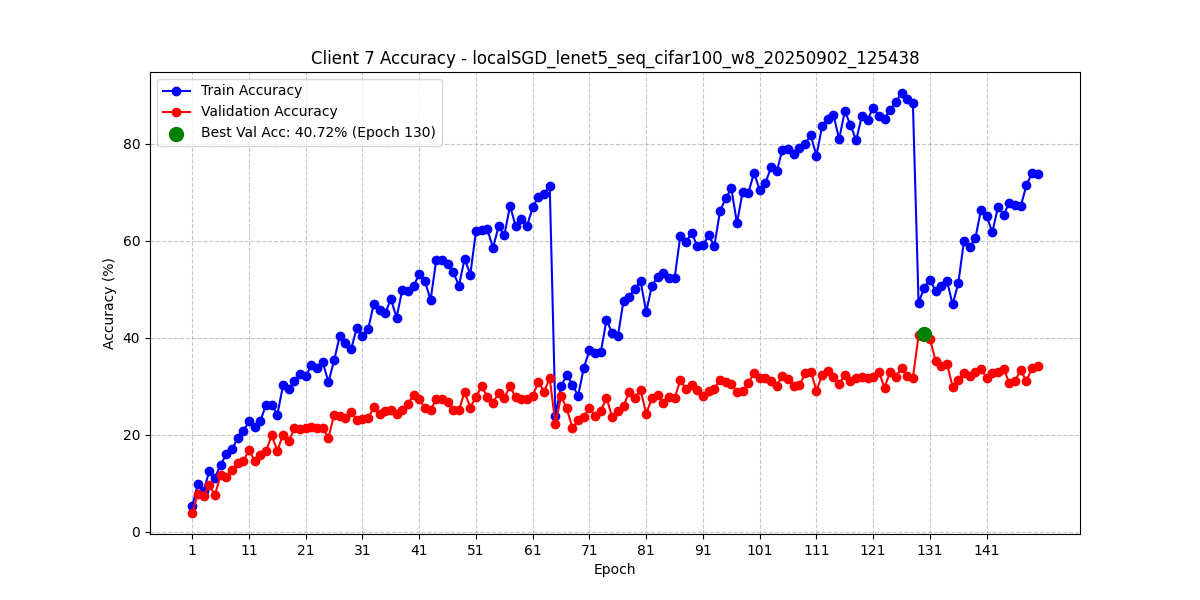 Client 7 Accuracy - localSGD_lenet5_seq_cifar100_w8_20250902_125438
Train Accuracy
Validation Accuracy
Best Val Acc: 40.72% (Epoch 130)
Accuracy (%)
80
60
40
20
0
1 11 21 31 41 51 61 71 81 91 101 111 121 131 141
Epoch